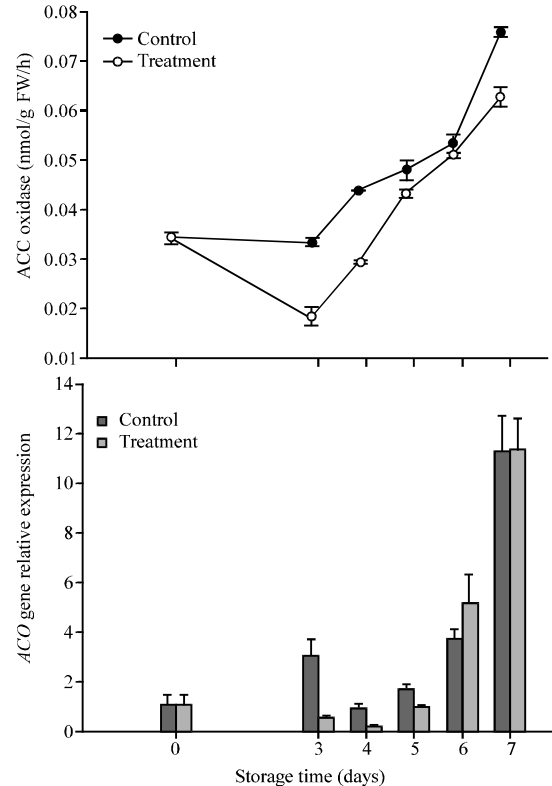 0.08
0.07
0.06
0.05
0.04
0.03
0.02
0.01
ACC oxidase (nmol/g FW/h)
Control
Treatment
14
12
10
8
6
4
2
0
ACO gene relative expression
Control
Treatment
0 3 4 5 6 7
Storage time (days)